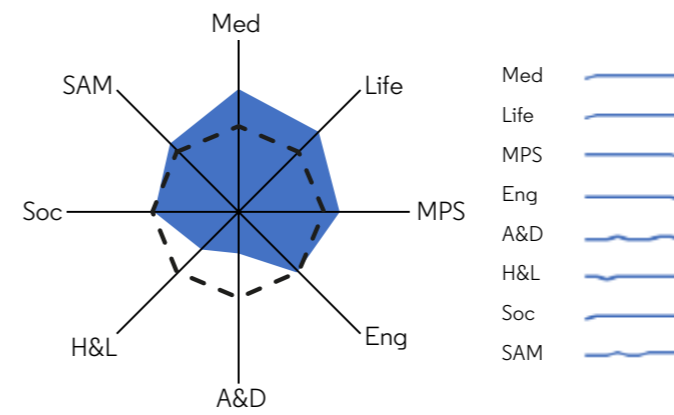 Med
SAM
Life
Soc
MPS
H&L
Eng
A&D
Med
Life
MPS
Eng
A&D
H&L
Soc
SAM